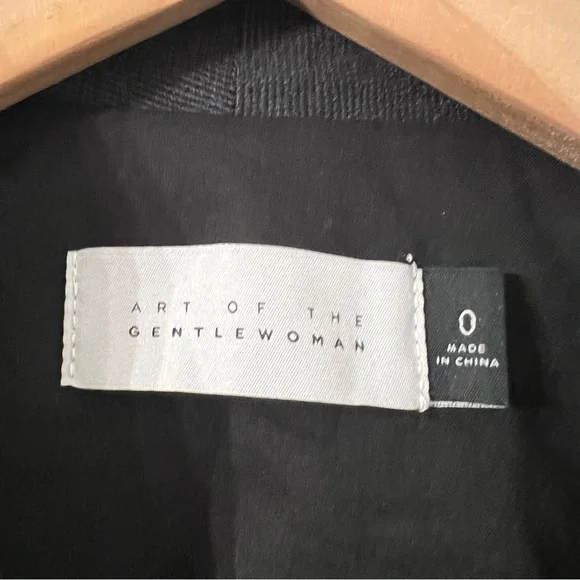 ART OF THE
GENTLEWOMAN
0
MADE
IN CHINA